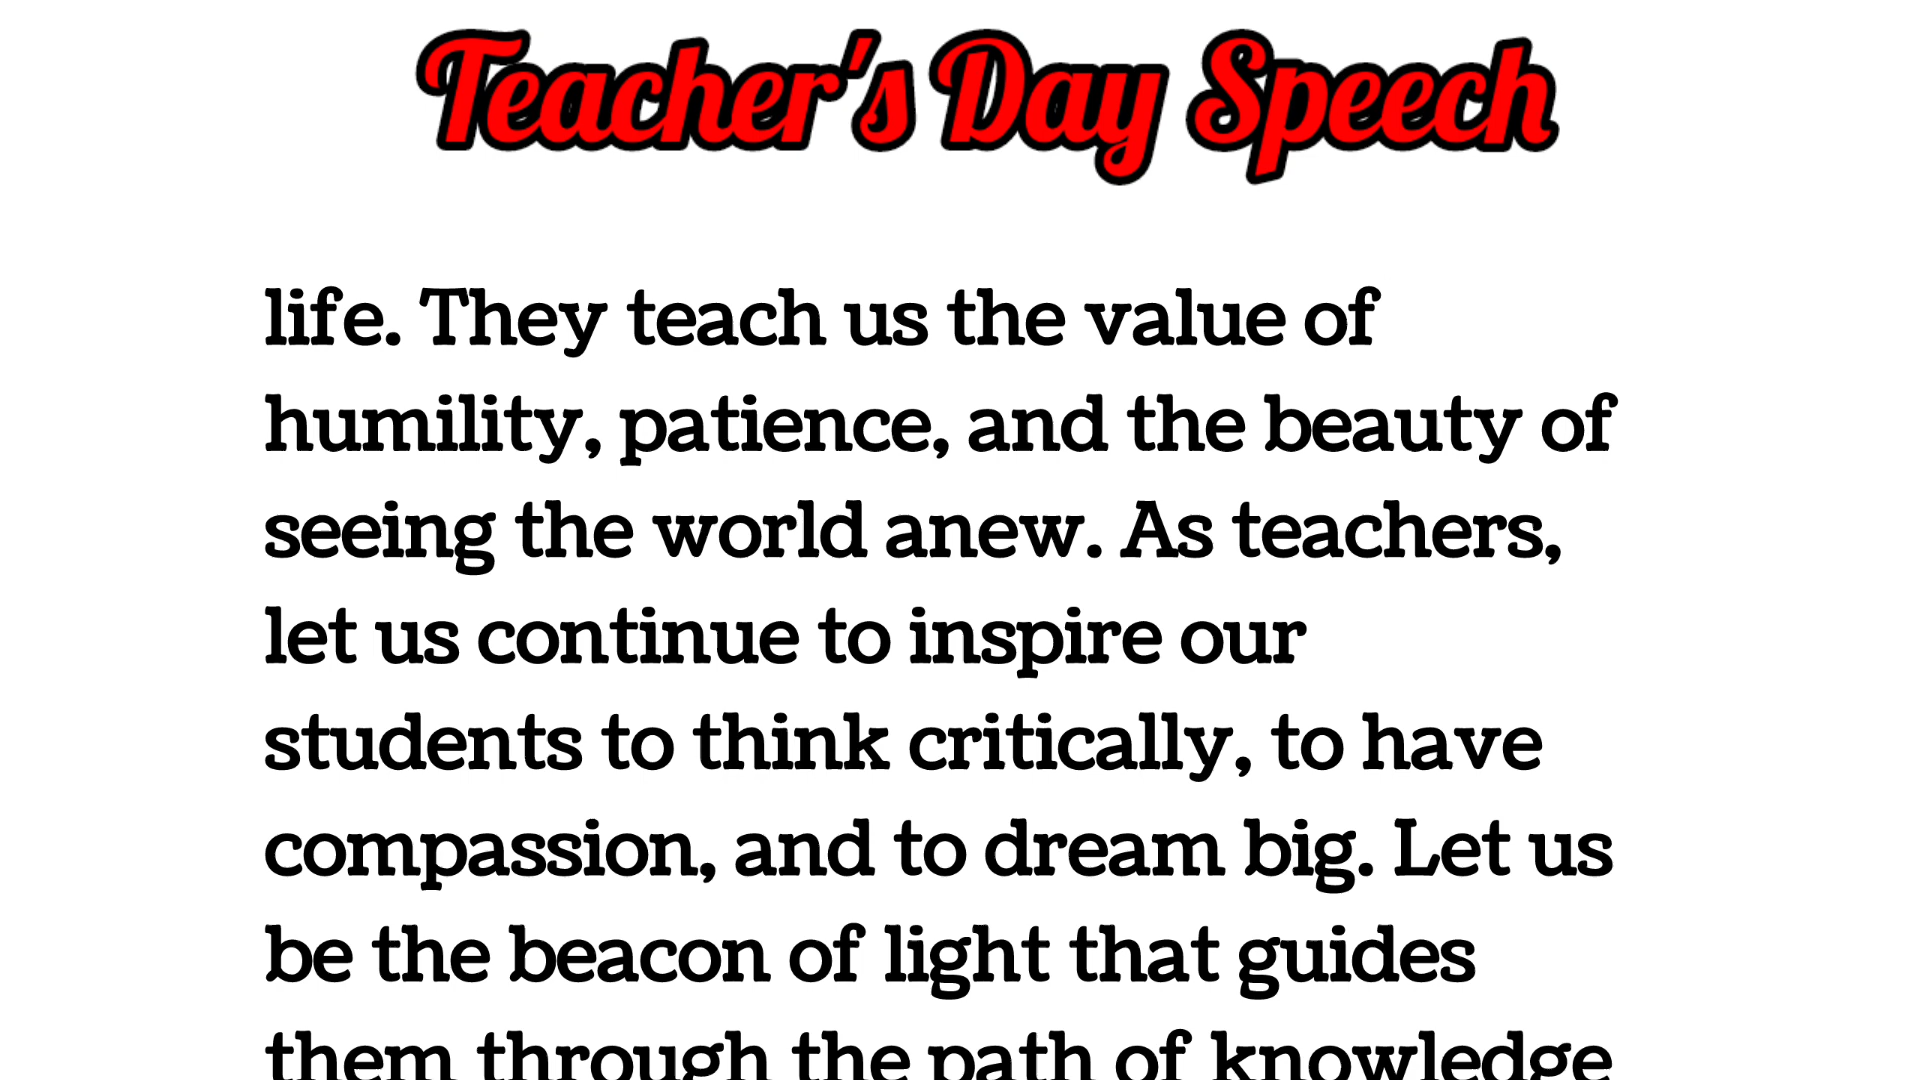 Teacher's Day Speech
life. They teach us the value of
humility, patience, and the beauty of
seeing the world anew. As teachers,
let us continue to inspire our
students to think critically, to have
compassion, and to dream big. Let us
be the beacon of light that guides
them through the path of knowledge